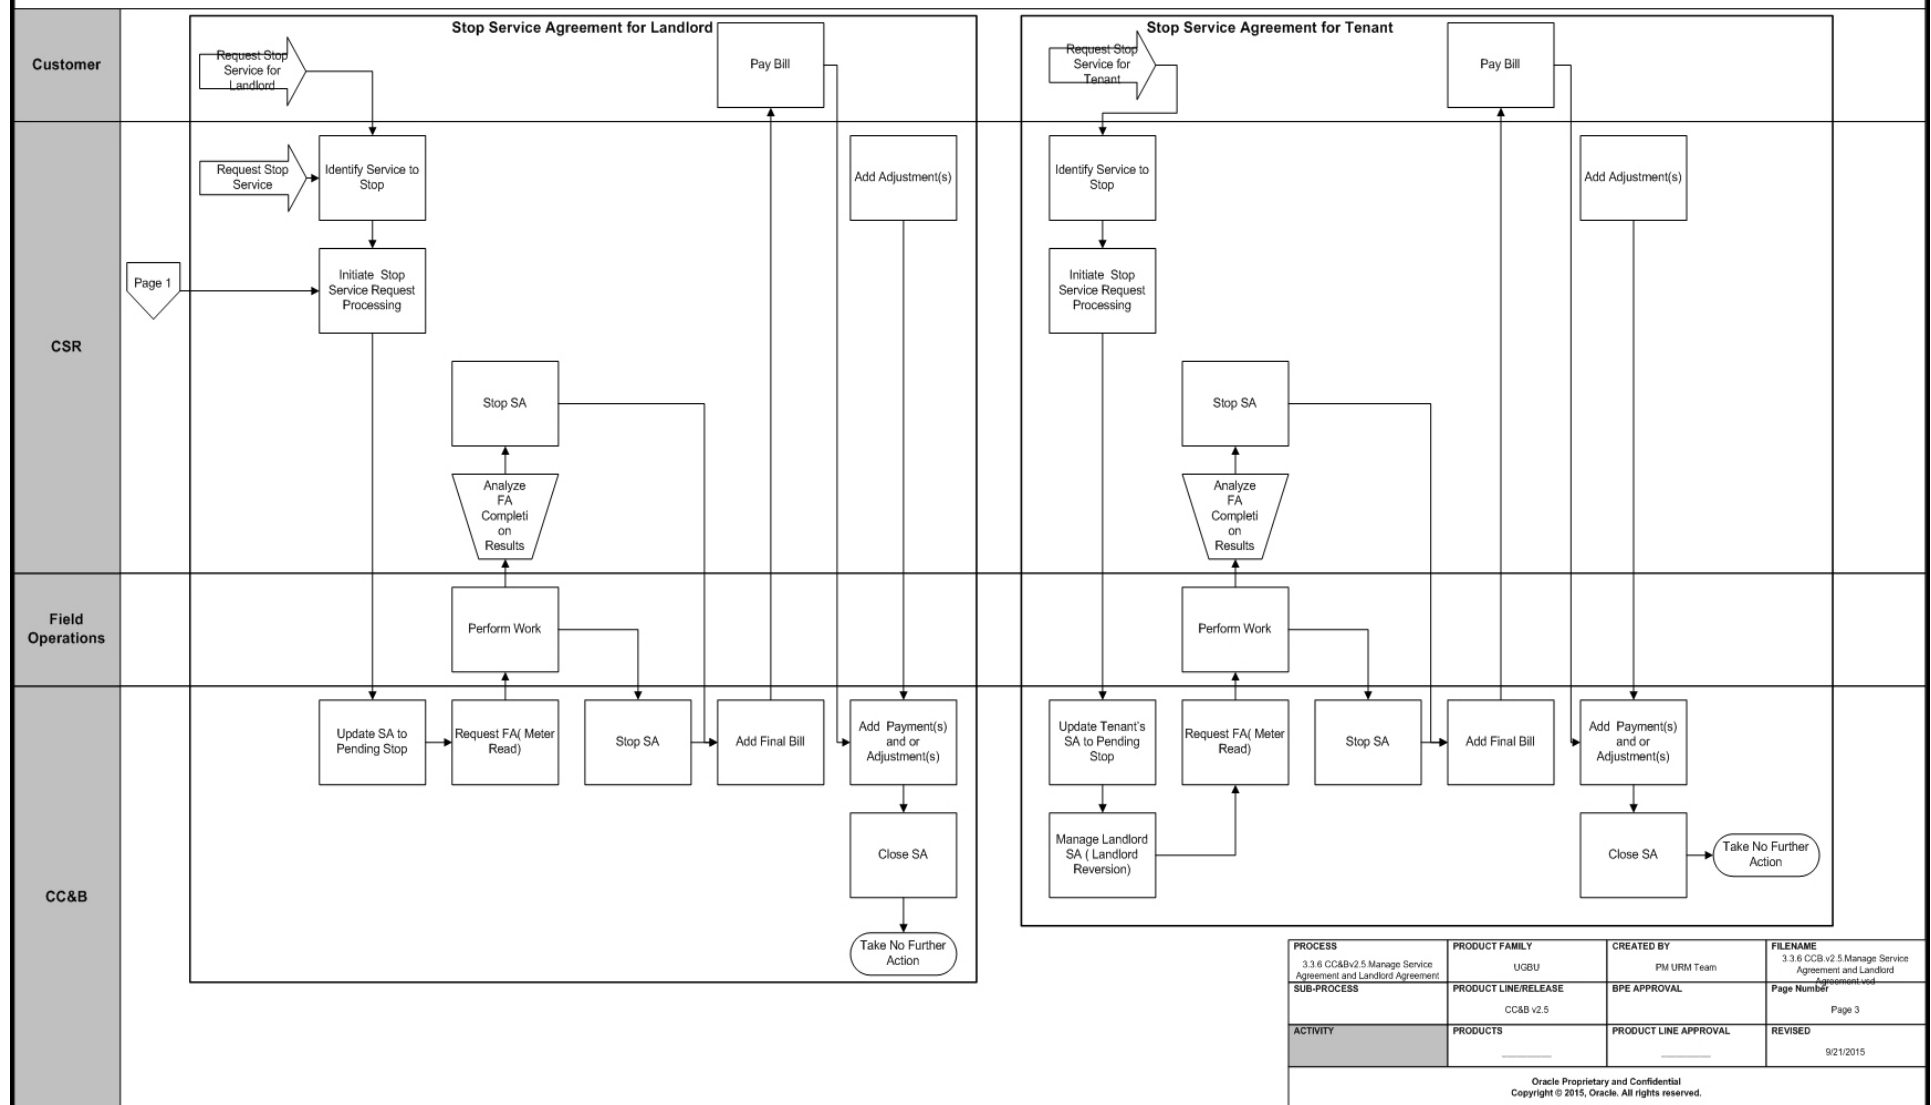 Stop Service Agreement for Landlord
Stop Service Agreement for Tenant
Customer
Request Stop
Service for
Landlord
Pay Bill
Request Stop
Service for
Tenant
Pay Bill
CSR
Request Stop
Service
Identify Service to
Stop
Add Adjustment(s)
Identify Service to
Stop
Add Adjustment(s)
Page 1
Initiate Stop
Service Request
Processing
Initiate Stop
Service Request
Processing
Stop SA
Stop SA
Analyze
FA
Completi
on
Results
Analyze
FA
Completi
on
Results
Field
Operations
Perform Work
Perform Work
CC&B
Update SA to
Pending Stop
Request FA( Meter
Read)
Stop SA
Add Final Bill
Add Payment(s)
and or
Adjustment(s)
Update Tenant's
SA to Pending
Stop
Request FA( Meter
Read)
Stop SA
Add Final Bill
Add Payment(s)
and or
Adjustment(s)
Close SA
Manage Landlord
SA ( Landlord
Reversion)
Close SA
Take No Further
Action
Take No Further
Action
PROCESS
3.3.6 CC&Bv2.5.Manage Service
Agreement and Landlord Agreement
PRODUCT FAMILY
UGBU
CREATED BY
PM URM Team
FILENAME
3.3.6 CCB.v2.5.Manage Service
Agreement and Landlord
Agreement.vsd
SUB-PROCESS
PRODUCT LINE/RELEASE
CC&B v2.5
BPE APPROVAL
Page Number
Page 3
ACTIVITY
PRODUCTS
PRODUCT LINE APPROVAL
REVISED
9/21/2015
Oracle Proprietary and Confidential
Copyright © 2015, Oracle. All rights reserved.